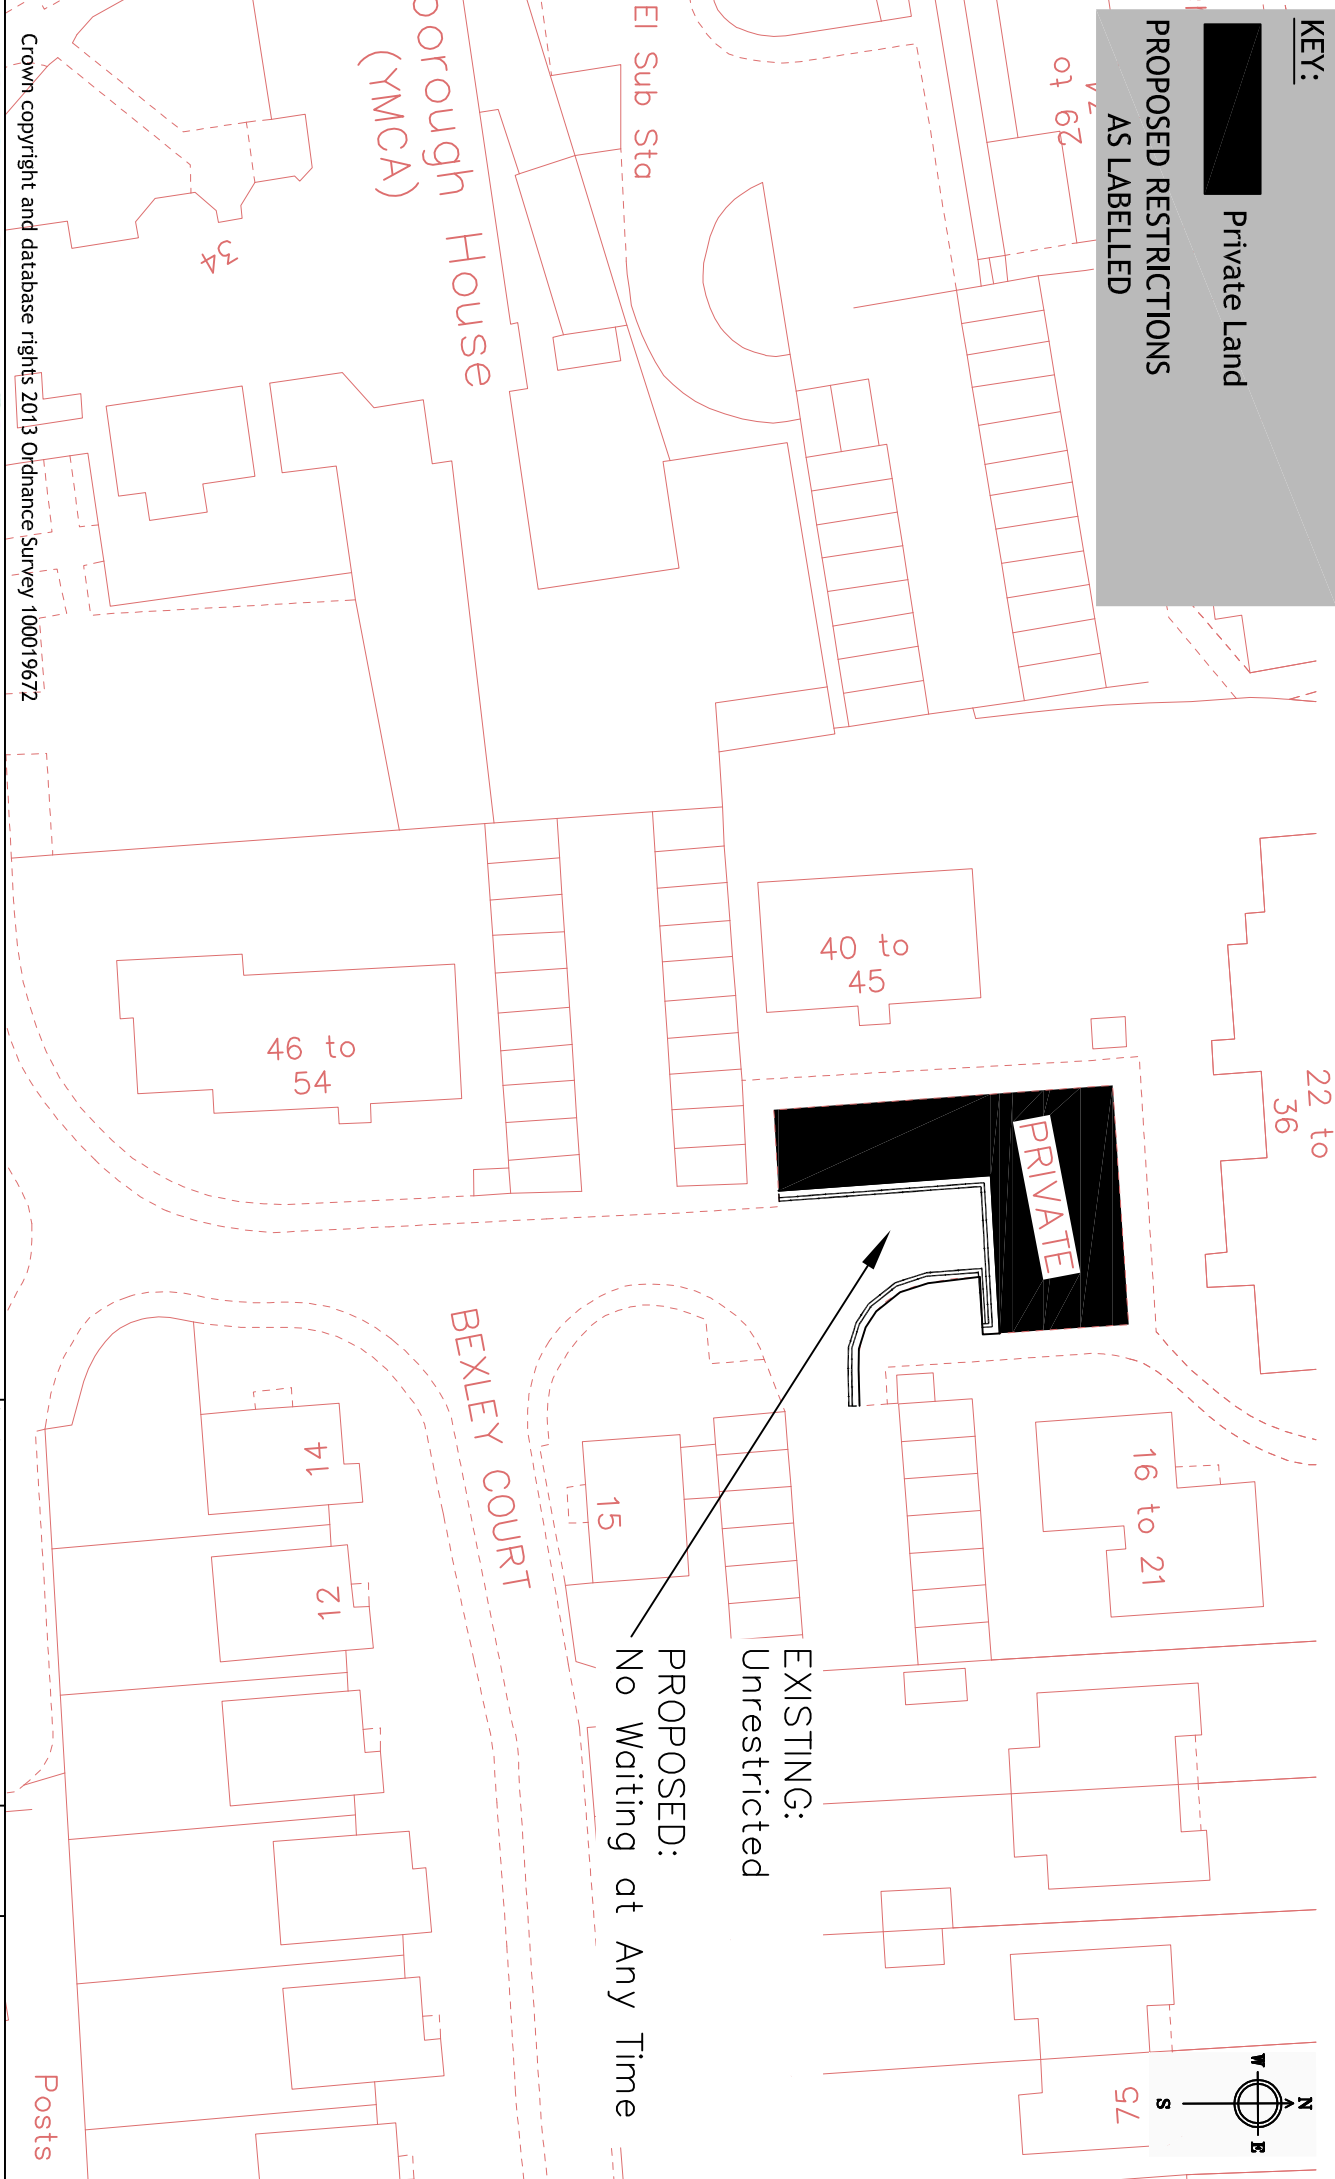 KEY:
Private Land
PROPOSED RESTRICTIONS
AS LABELLED
29 to
El Sub Sta
oorough House
(YMCA)
34
22 to
36
40 to
45
46 to
54
PRIVATE
BEXLEY COURT
14
12
15
16 to 21
75
EXISTING:
Unrestricted
PROPOSED:
No Waiting at Any Time
N
W
E
S
Posts
Crown copyright and database rights 2013 Ordnance Survey 100019672